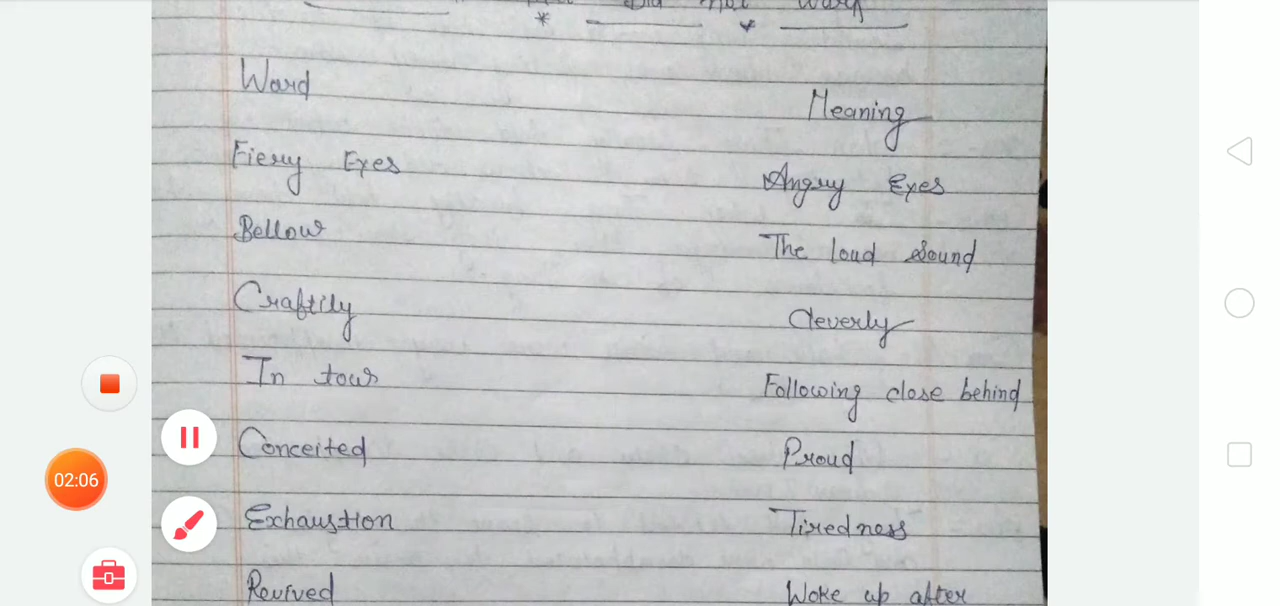 Word
Meaning
Fiery Eyes
Angry Eyes
Bellow
The loud Sound
Craftily
Cleverly
In tow
Following close behind
Conceited
Proud
02:06
Exhaustion
Tiredness
Revived
Woke up after